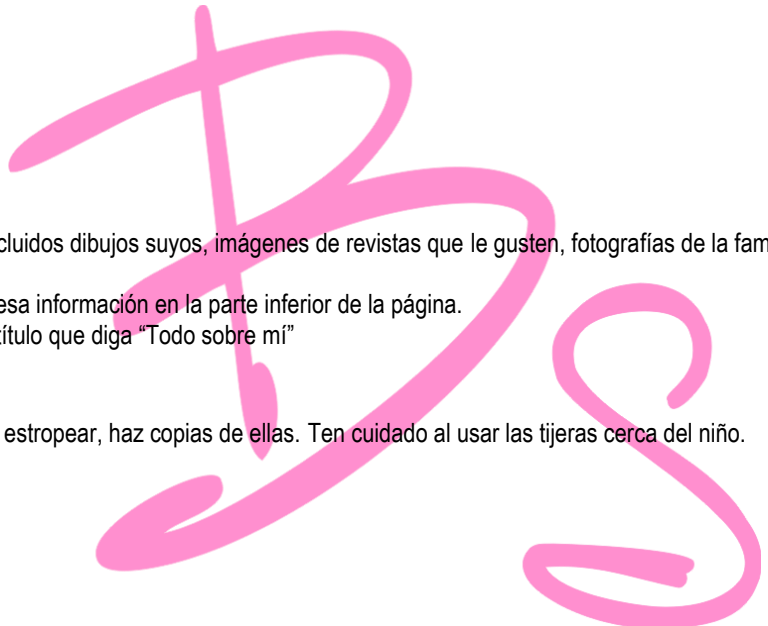 cluidos dibujos suyos, imágenes de revistas que le gusten, fotografías de la fam
esa información en la parte inferior de la página.
ítulo que diga “Todo sobre mí”
estropear, haz copias de ellas. Ten cuidado al usar las tijeras cerca del niño.
BS